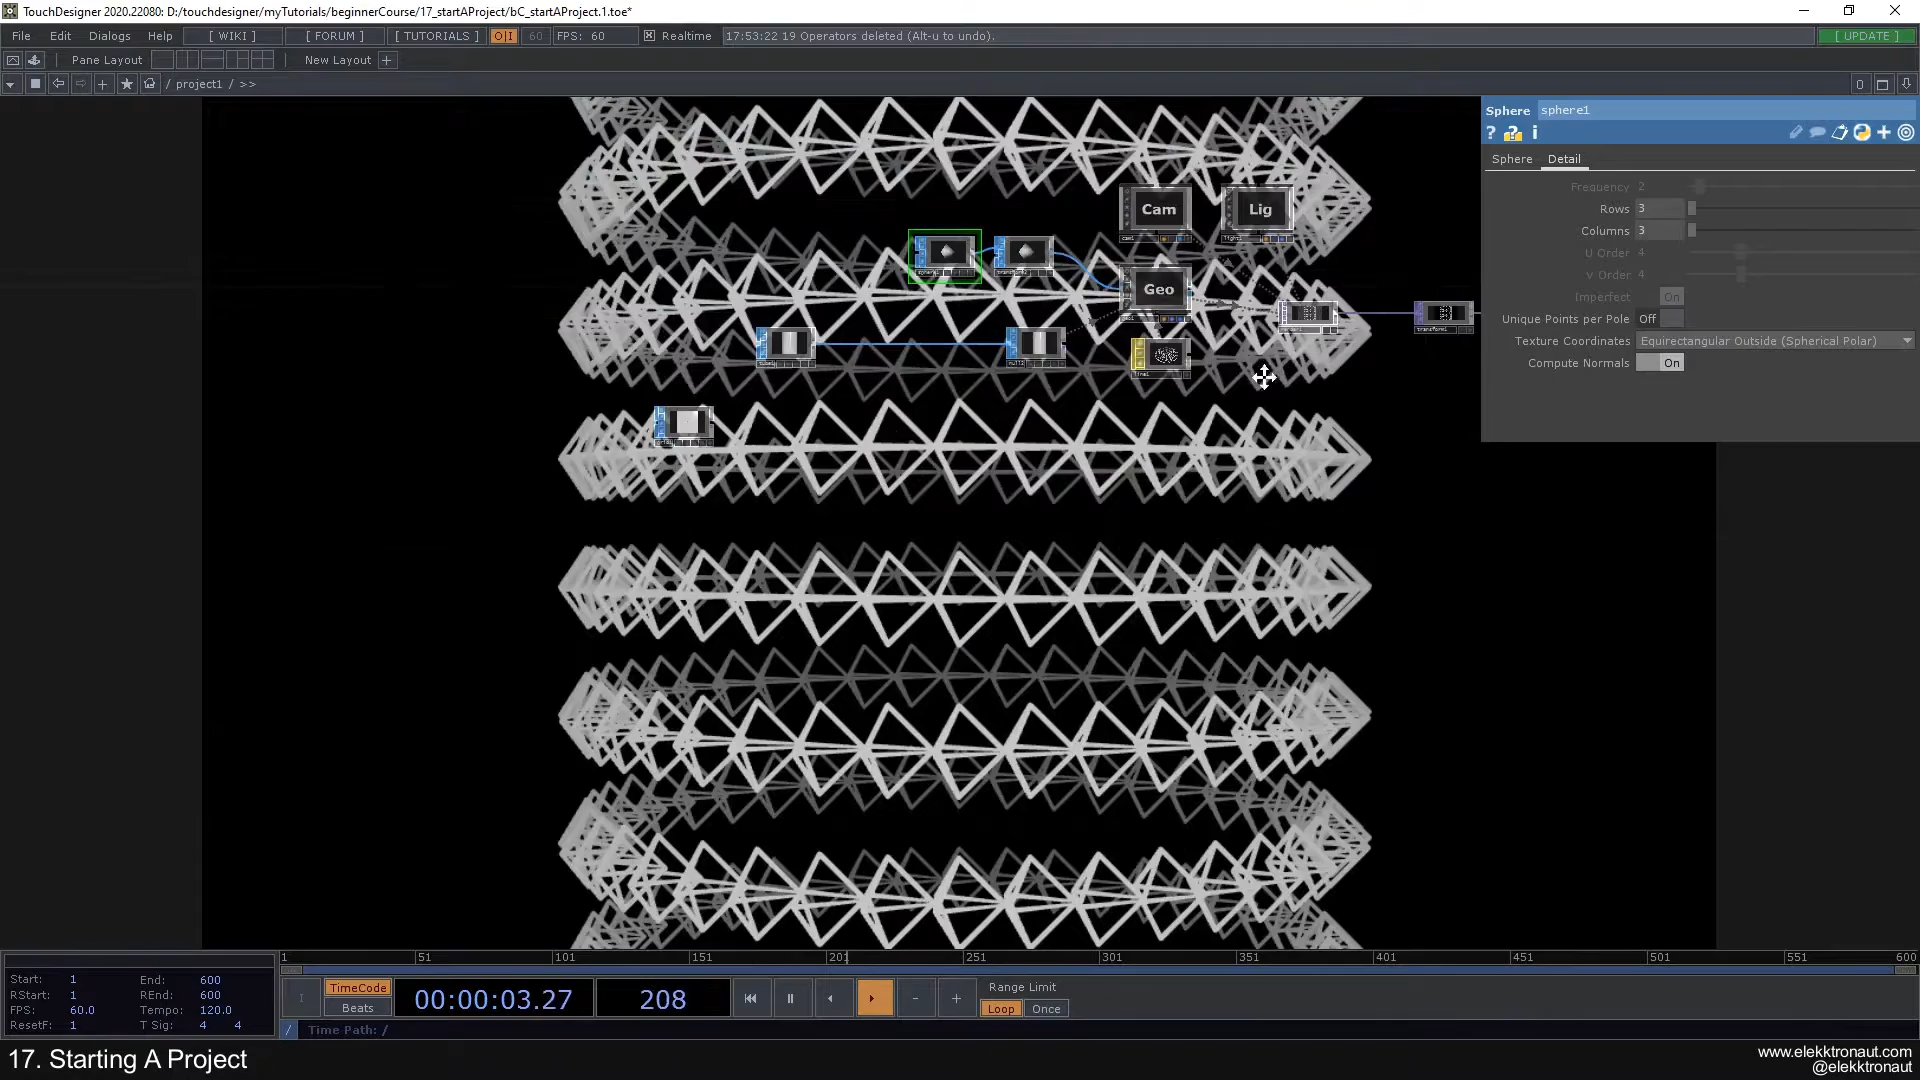 TouchDesigner 2020.22080: D:/touchdesigner/myTutorials/beginnerCourse/17_startAProject/bC_startAProject.1.toe*
File Edit Dialogs Help [ WIKI ] [ FORUM ] [ TUTORIALS ] O|I 60 FPS: 60 Realtime 17:53:22 19 Operators deleted (Alt-u to undo). [ UPDATE ]
Pane Layout New Layout +
/ project1 / >> 0
Sphere sphere1
? i
Sphere Detail
Frequency 2
Rows 3
Columns 3
U Order 4
v Order 4
Imperfect On
Unique Points per Pole Off
Texture Coordinates Equirectangular Outside (Spherical Polar)
Compute Normals On
Cam Lig
Geo
1 51 101 151 201 251 301 351 401 451 501 551 600
Start: 1 End: 600
RStart: 1 REnd: 600
FPS: 60.0 Tempo: 120.0
ResetF: 1 T Sig: 4 4
TimeCode
Beats
00:00:03.27 208
Range Limit
Loop Once
/ Time Path: /
17. Starting A Project
www.elekktronaut.com
@elekktronaut